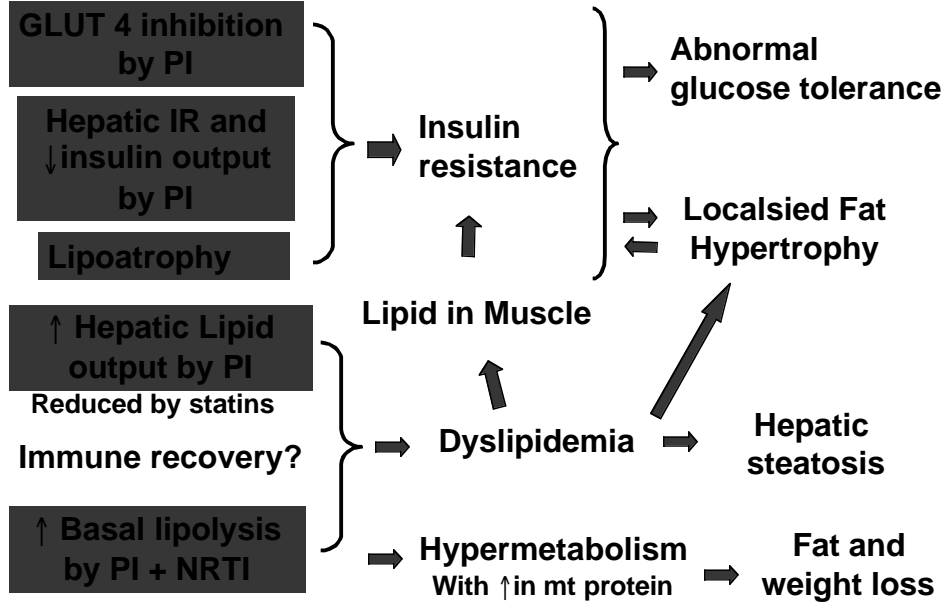 GLUT 4 inhibition
by PI
Hepatic IR and
↓insulin output
by PI
Lipoatrophy
↑ Hepatic Lipid
output by PI
Reduced by statins
Immune recovery?
↑ Basal lipolysis
by PI + NRTI
Insulin
resistance
Lipid in Muscle
Dyslipidemia
Hypermetabolism
With ↑in mt protein
Abnormal
glucose tolerance
Localsied Fat
Hypertrophy
Hepatic
steatosis
Fat and
weight loss